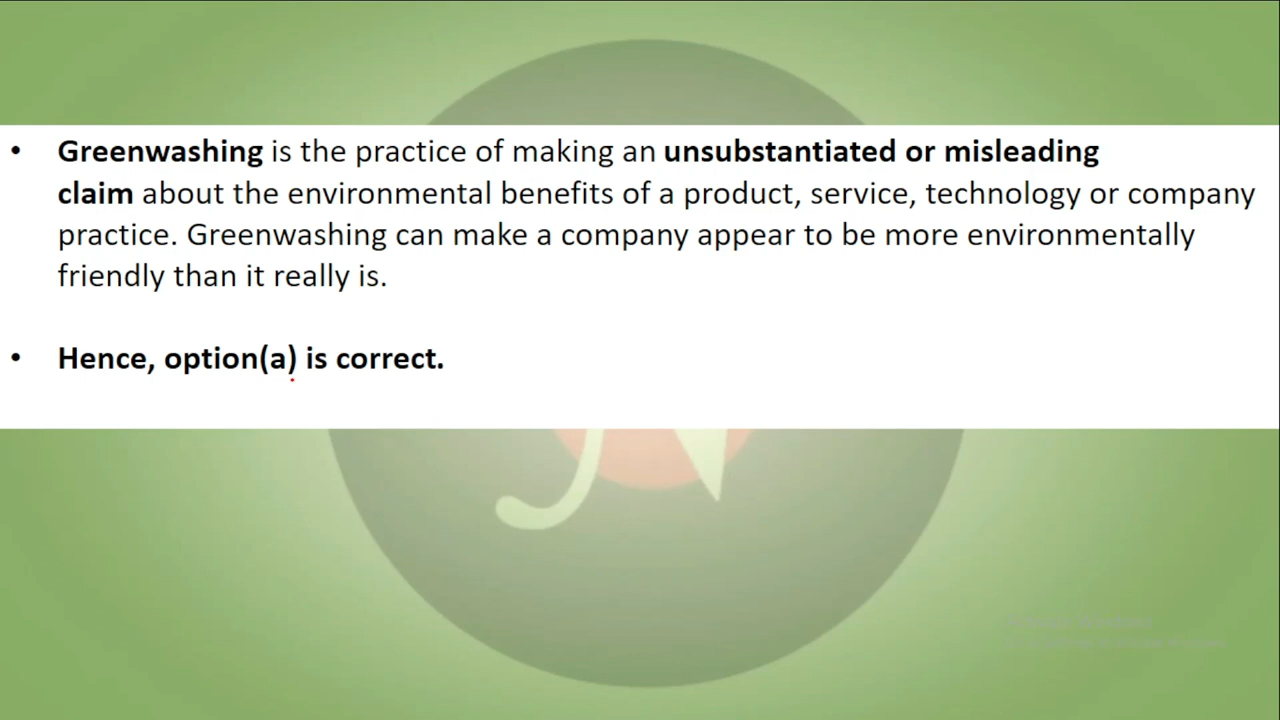 • Greenwashing is the practice of making an unsubstantiated or misleading
claim about the environmental benefits of a product, service, technology or company
practice. Greenwashing can make a company appear to be more environmentally
friendly than it really is.
• Hence, option(a) is correct.